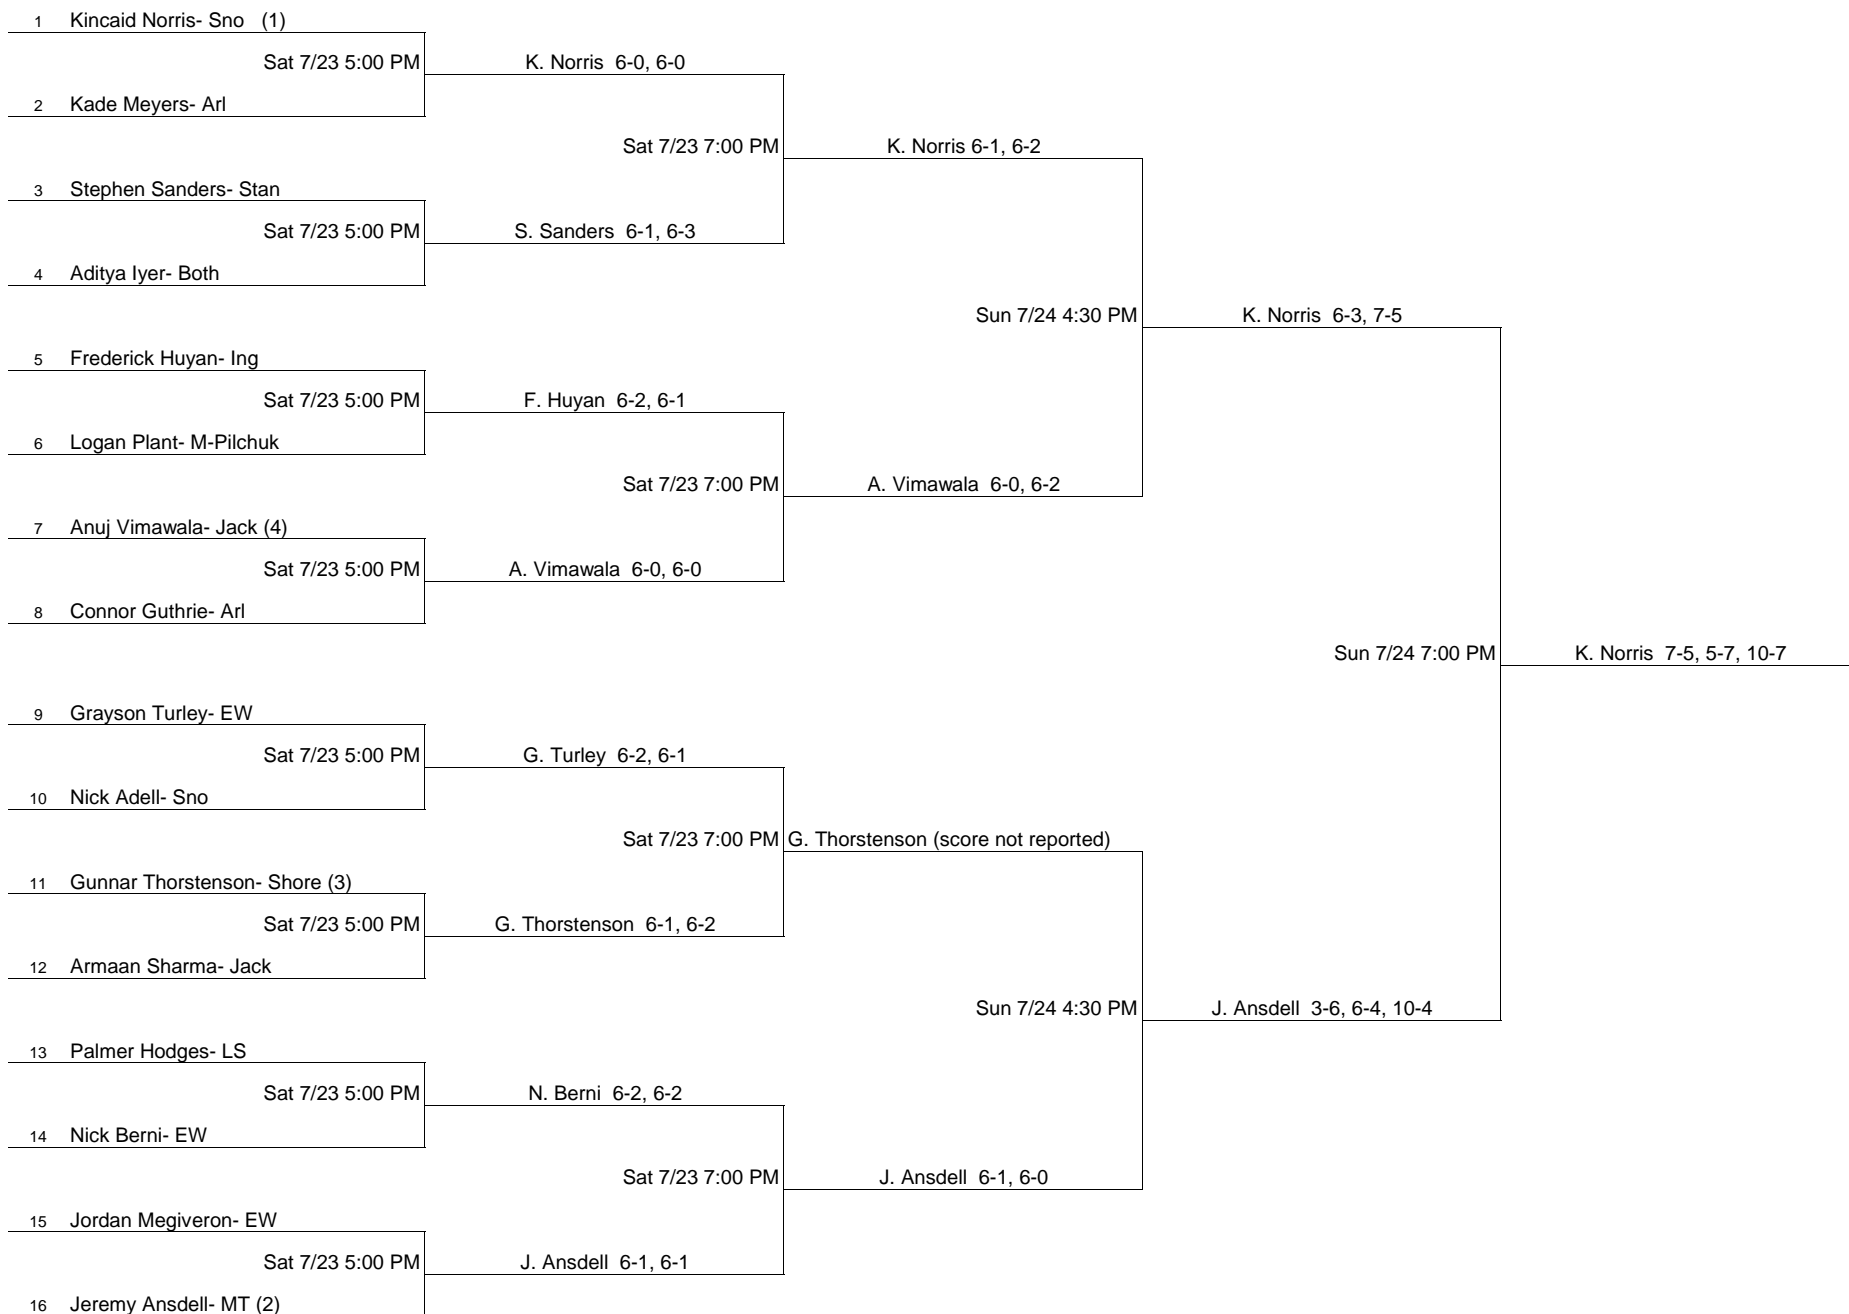 1 Kincaid Norris- Sno (1)
Sat 7/23 5:00 PM
K. Norris 6-0, 6-0
2 Kade Meyers- Arl
Sat 7/23 7:00 PM
K. Norris 6-1, 6-2
3 Stephen Sanders- Stan
Sat 7/23 5:00 PM
S. Sanders 6-1, 6-3
4 Aditya Iyer- Both
Sun 7/24 4:30 PM
K. Norris 6-3, 7-5
5 Frederick Huyan- Ing
Sat 7/23 5:00 PM
F. Huyan 6-2, 6-1
6 Logan Plant- M-Pilchuk
Sat 7/23 7:00 PM
A. Vimawala 6-0, 6-2
7 Anuj Vimawala- Jack (4)
Sat 7/23 5:00 PM
A. Vimawala 6-0, 6-0
8 Connor Guthrie- Arl
Sun 7/24 7:00 PM
K. Norris 7-5, 5-7, 10-7
9 Grayson Turley- EW
Sat 7/23 5:00 PM
G. Turley 6-2, 6-1
10 Nick Adell- Sno
Sat 7/23 7:00 PM
G. Thorstenson (score not reported)
11 Gunnar Thorstenson- Shore (3)
Sat 7/23 5:00 PM
G. Thorstenson 6-1, 6-2
12 Armaan Sharma- Jack
Sun 7/24 4:30 PM
J. Ansdell 3-6, 6-4, 10-4
13 Palmer Hodges- LS
Sat 7/23 5:00 PM
N. Berni 6-2, 6-2
14 Nick Berni- EW
Sat 7/23 7:00 PM
J. Ansdell 6-1, 6-0
15 Jordan Megiveron- EW
Sat 7/23 5:00 PM
J. Ansdell 6-1, 6-1
16 Jeremy Ansdell- MT (2)